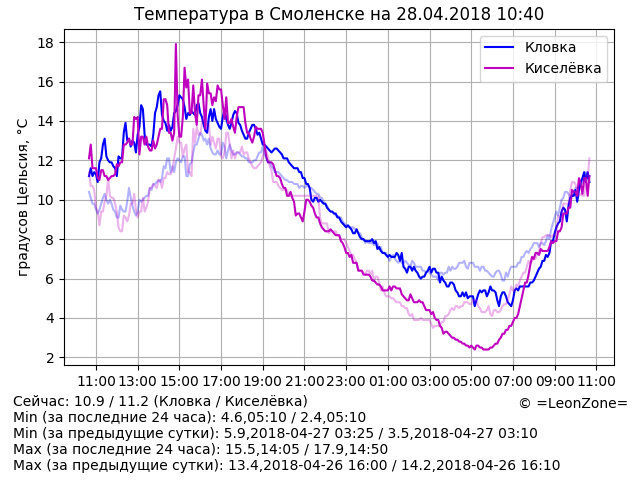 Температура в Смоленске на 28.04.2018 10:40
Кловка
Киселёвка
градусов Цельсия, °C
18
16
14
12
10
8
6
4
2
11:00 13:00 15:00 17:00 19:00 21:00 23:00 01:00 03:00 05:00 07:00 09:00 11:00
Сейчас: 10.9 / 11.2 (Кловка / Киселёвка)
© =LeonZone=
Min (за последние 24 часа): 4.6,05:10 / 2.4,05:10
Min (за предыдущие сутки): 5.9,2018-04-27 03:25 / 3.5,2018-04-27 03:10
Max (за последние 24 часа): 15.5,14:05 / 17.9,14:50
Max (за предыдущие сутки): 13.4,2018-04-26 16:00 / 14.2,2018-04-26 16:10